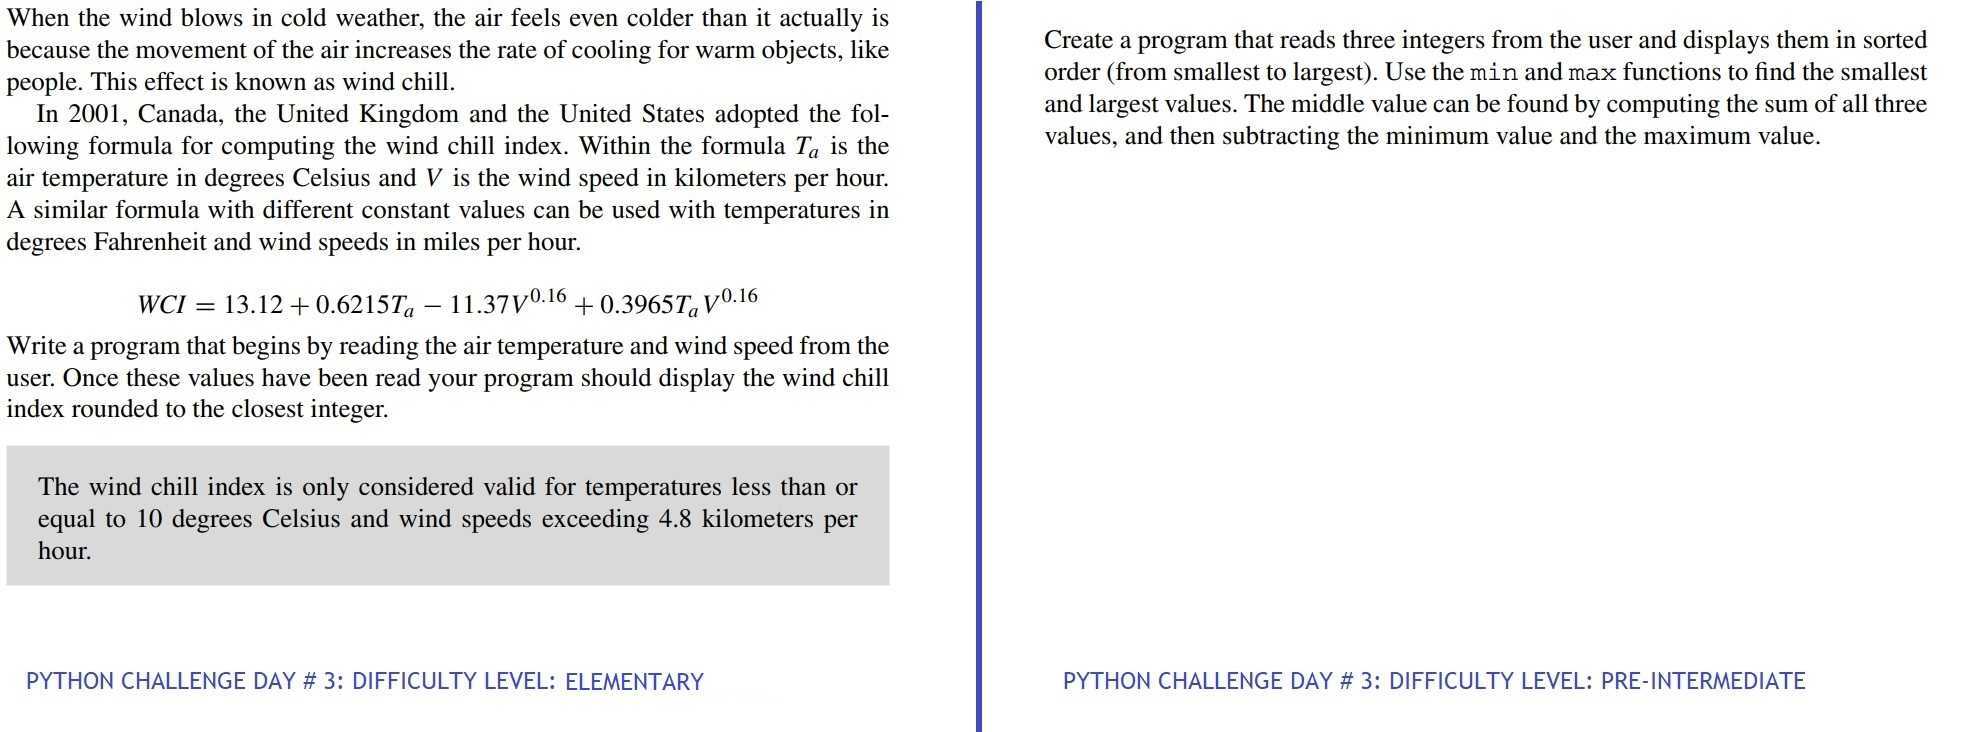 When the wind blows in cold weather, the air feels even colder than it actually is
because the movement of the air increases the rate of cooling for warm objects, like
people. This effect is known as wind chill.
In 2001, Canada, the United Kingdom and the United States adopted the fol-
lowing formula for computing the wind chill index. Within the formula Ta is the
air temperature in degrees Celsius and V is the wind speed in kilometers per hour.
A similar formula with different constant values can be used with temperatures in
degrees Fahrenheit and wind speeds in miles per hour.
WCI = 13.12 + 0.6215Ta − 11.37V^0.16 + 0.3965TaV^0.16
Write a program that begins by reading the air temperature and wind speed from the
user. Once these values have been read your program should display the wind chill
index rounded to the closest integer.
The wind chill index is only considered valid for temperatures less than or
equal to 10 degrees Celsius and wind speeds exceeding 4.8 kilometers per
hour.
PYTHON CHALLENGE DAY # 3: DIFFICULTY LEVEL: ELEMENTARY
Create a program that reads three integers from the user and displays them in sorted
order (from smallest to largest). Use the min and max functions to find the smallest
and largest values. The middle value can be found by computing the sum of all three
values, and then subtracting the minimum value and the maximum value.
PYTHON CHALLENGE DAY # 3: DIFFICULTY LEVEL: PRE-INTERMEDIATE